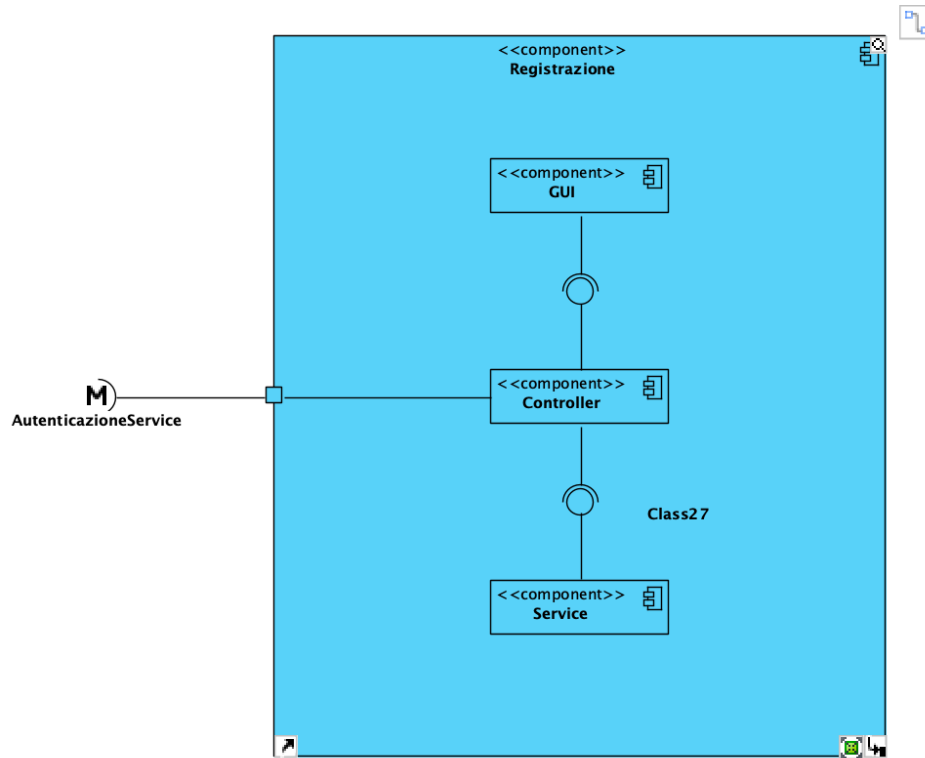 <<component>>
Registrazione
<<component>>
GUI
M
AutenticazioneService
<<component>>
Controller
Class27
<<component>>
Service